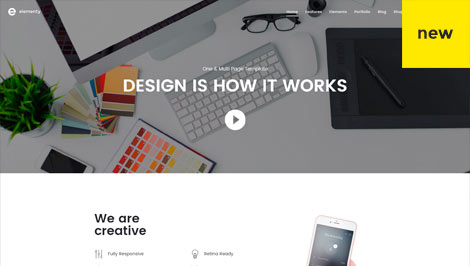 elementy
Home Features Elements Portfolio Blog Shop
new
One & Multi Page Template
DESIGN IS HOW IT WORKS
We are
creative
Fully Responsive
Retina Ready